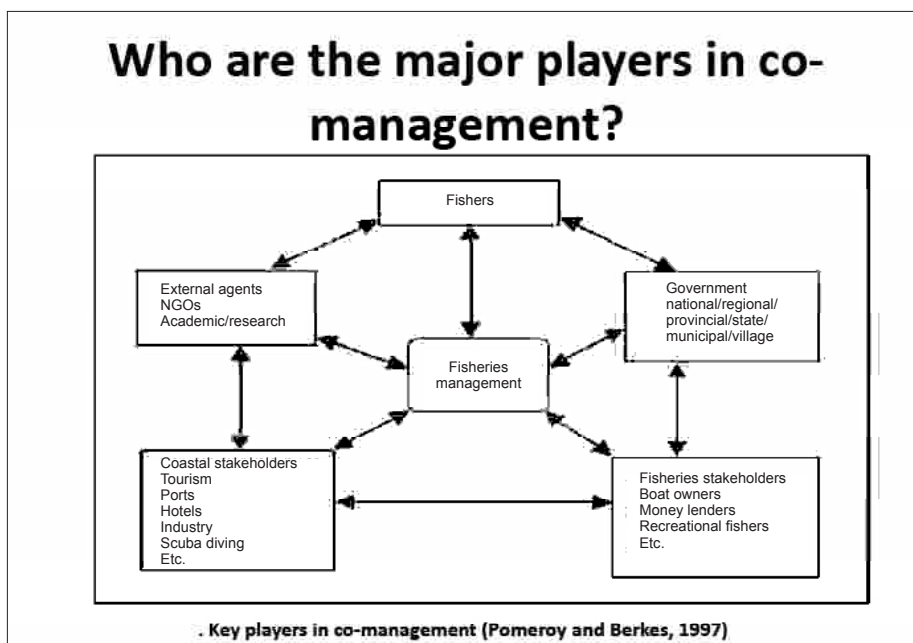 Who are the major players in co-
management?
Fishers
External agents
NGOs
Academic/research
Government
national/regional/
provincial/state/
municipal/village
Fisheries
management
Coastal stakeholders
Tourism
Ports
Hotels
Industry
Scuba diving
Etc.
Fisheries stakeholders
Boat owners
Money lenders
Recreational fishers
Etc.
. Key players in co-management (Pomeroy and Berkes, 1997)